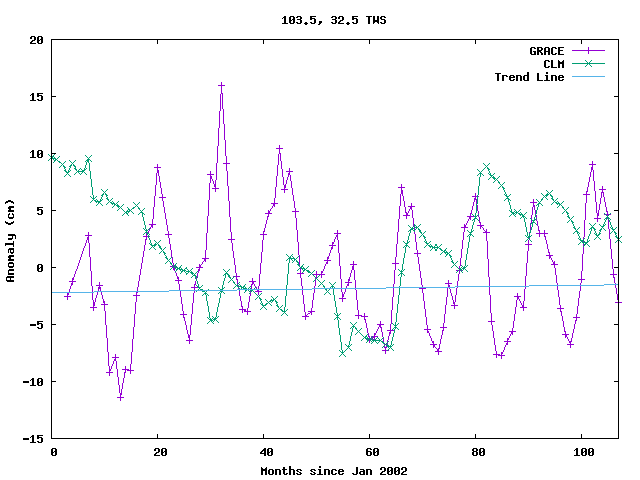 103.5, 32.5 TWS
GRACE
CLM
Trend Line
20
15
10
5
0
-5
-10
-15
Anomaly (cm)
0 20 40 60 80 100
Months since Jan 2002